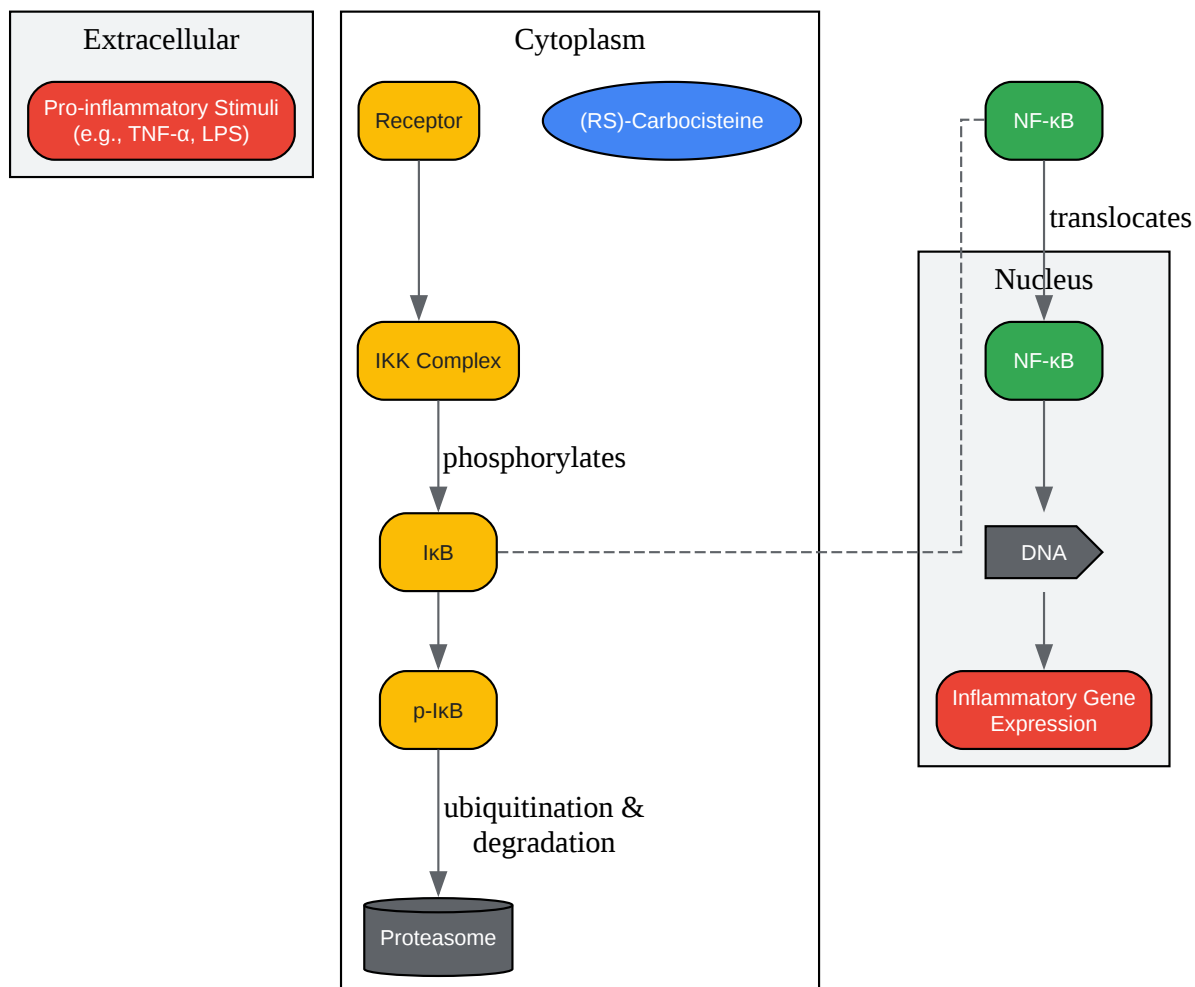 Extracellular
Pro-inflammatory Stimuli
(e.g., TNF-α, LPS)
Cytoplasm
Receptor
(RS)-Carbocisteine
IKK Complex
phosphorylates
IκB
p-IκB
ubiquitination &
degradation
Proteasome
NF-κB
translocates
Nucleus
NF-κB
DNA
Inflammatory Gene
Expression